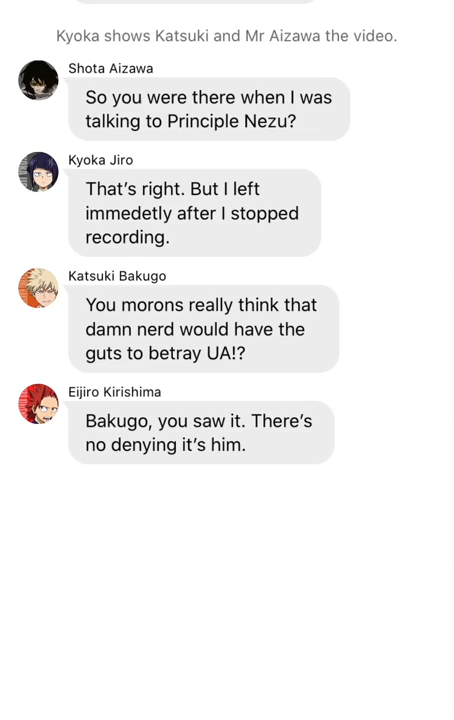 Kyoka shows Katsuki and Mr Aizawa the video.
Shota Aizawa
So you were there when I was
talking to Principle Nezu?
Kyoka Jiro
That's right. But I left
immedetly after I stopped
recording.
Katsuki Bakugo
You morons really think that
damn nerd would have the
guts to betray UA!?
Eijiro Kirishima
Bakugo, you saw it. There's
no denying it's him.